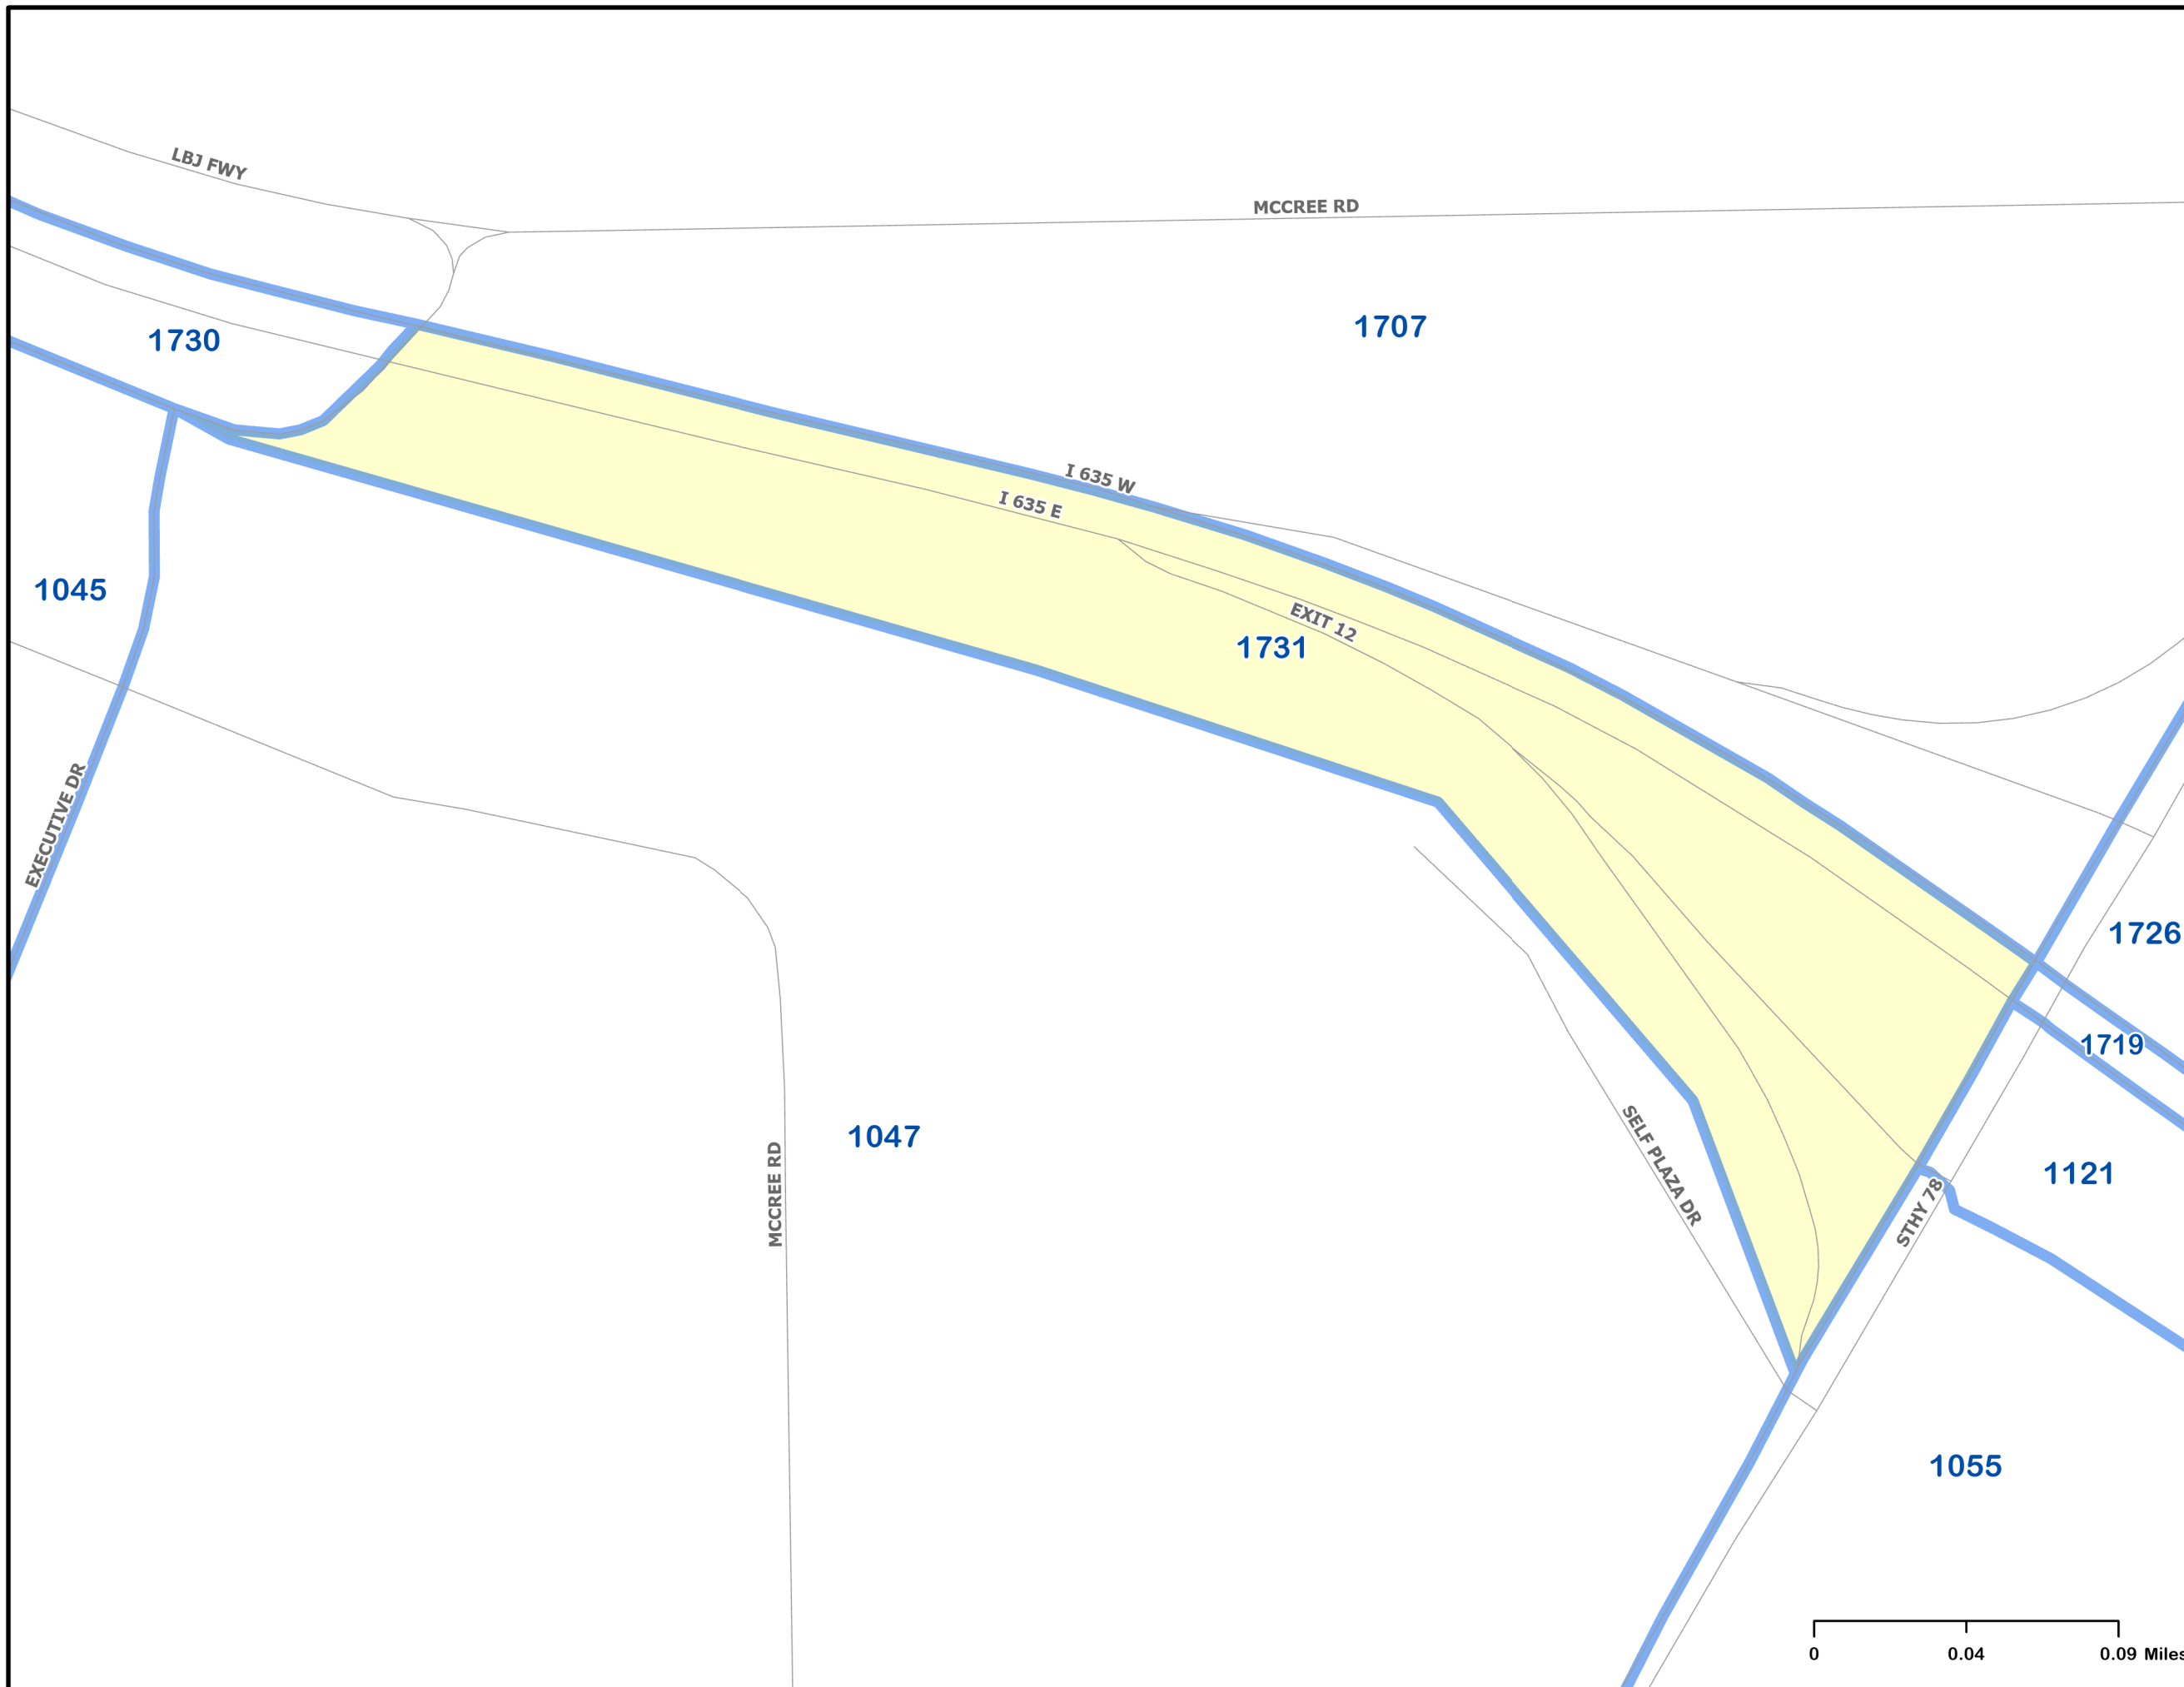 LBJ FWY
MCCREE RD
1707
1730
I 635 W
I 635 E
1045
EXIT 12
1731
EXECUTIVE DR
1726
1719
1047
MCCREE RD
SELF PLAZA DR
1121
STHY 78
1055
0 0.04 0.09 Miles